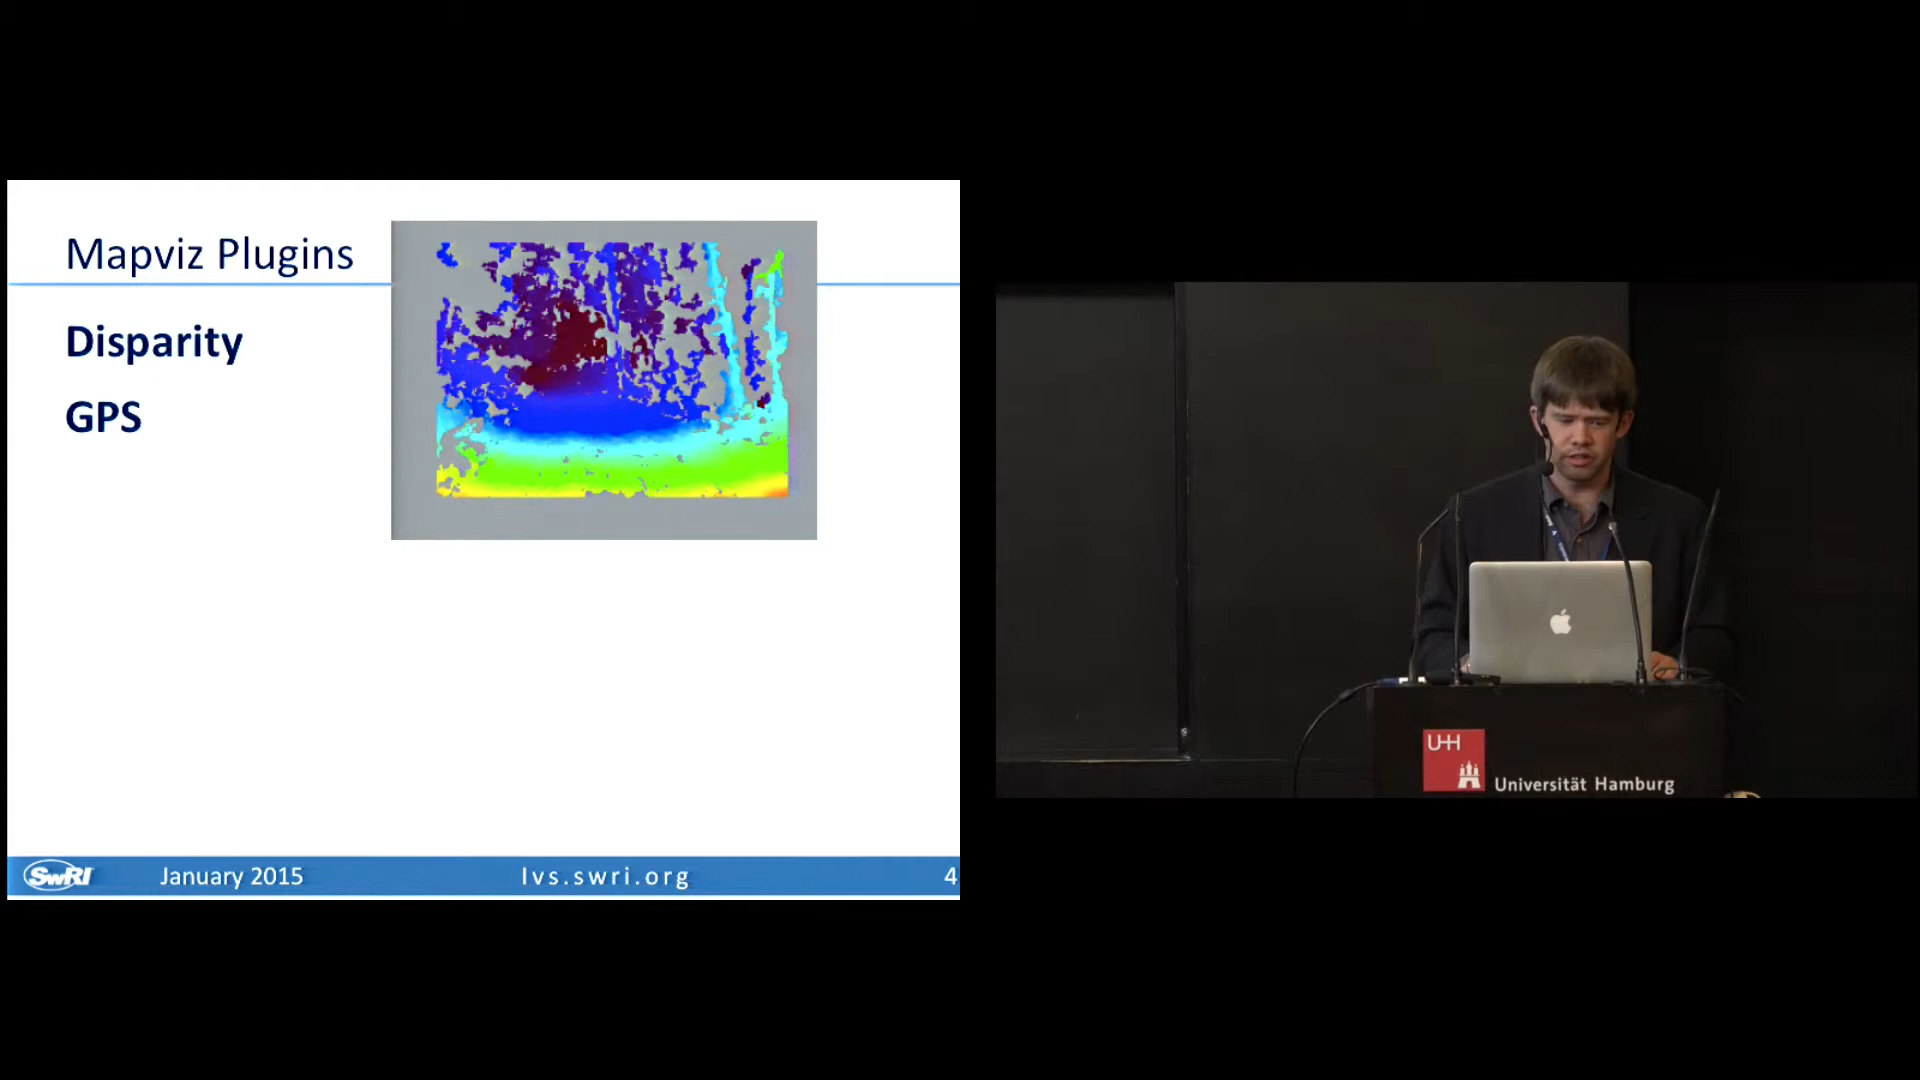 Mapviz Plugins
Disparity
GPS
SwRI
January 2015
lvs.swri.org
4
UHH
Universität Hamburg